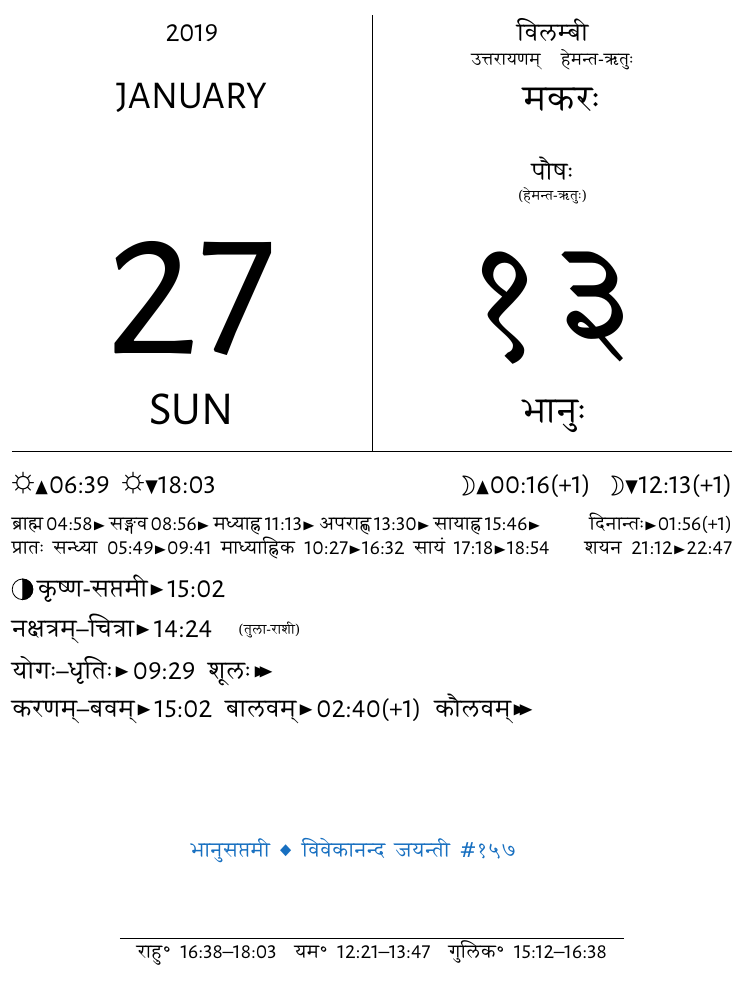 2019
JANUARY
27
SUN
विलम्बी
उत्तरायणम् हेमन्त-ऋतुः
मकरः
पौषः
(हेमन्त-ऋतुः)
१३
भानुः
☼▲06:39 ☼▼18:03 ☽▲00:16(+1) ☽▼12:13(+1)
ब्राह्म 04:58► सङ्गव 08:56► मध्याह्न 11:13► अपराह्ण 13:30► सायाह्न 15:46► दिनान्तः►01:56(+1)
प्रातः सन्ध्या 05:49►09:41 माध्याह्निक 10:27►16:32 सायं 17:18►18:54 शयन 21:12►22:47
कृष्ण-सप्तमी►15:02
नक्षत्रम्–चित्रा►14:24 (तुला-राशी)
योगः–धृतिः►09:29 शूलः►►
करणम्–बवम्►15:02 बालवम्►02:40(+1) कौलवम्►►
भानुसप्तमी ◆ विवेकानन्द जयन्ती #१५७
राहु° 16:38–18:03 यम° 12:21–13:47 गुलिक° 15:12–16:38